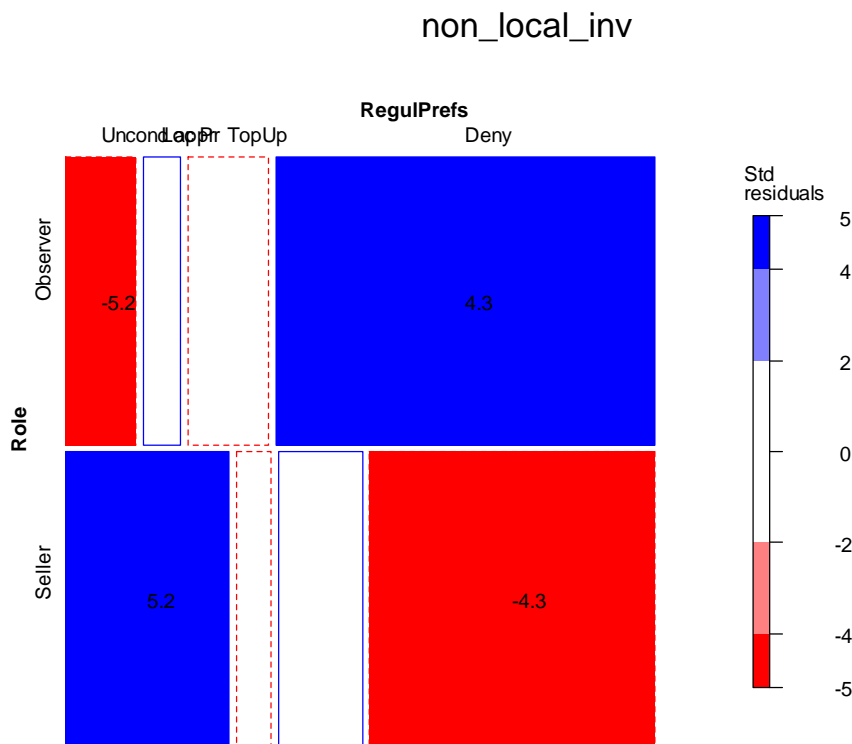 non_local_inv
RegulPrefs
Uncond TopUp Deny
Std
residuals
Observer
Seller
Role
-5.2
4.3
5.2
-4.3
5
4
2
0
-2
-4
-5